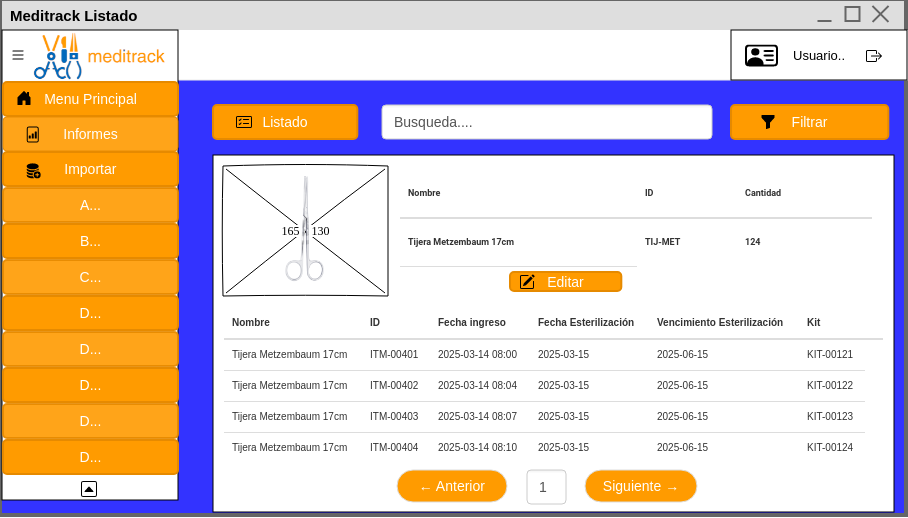 Meditrack Listado
meditrack
Usuario..
Menu Principal
Informes
Importar
A...
B...
C...
D...
D...
D...
D...
D...
Listado
Busqueda....
Filtrar
165 x 130
Nombre ID Cantidad
Tijera Metzembaum 17cm TIJ-MET 124
Editar
Nombre ID Fecha ingreso Fecha Esterilización Vencimiento Esterilización Kit
Tijera Metzembaum 17cm ITM-00401 2025-03-14 08:00 2025-03-15 2025-06-15 KIT-00121
Tijera Metzembaum 17cm ITM-00402 2025-03-14 08:04 2025-03-15 2025-06-15 KIT-00122
Tijera Metzembaum 17cm ITM-00403 2025-03-14 08:07 2025-03-15 2025-06-15 KIT-00123
Tijera Metzembaum 17cm ITM-00404 2025-03-14 08:10 2025-03-15 2025-06-15 KIT-00124
← Anterior 1 Siguiente →